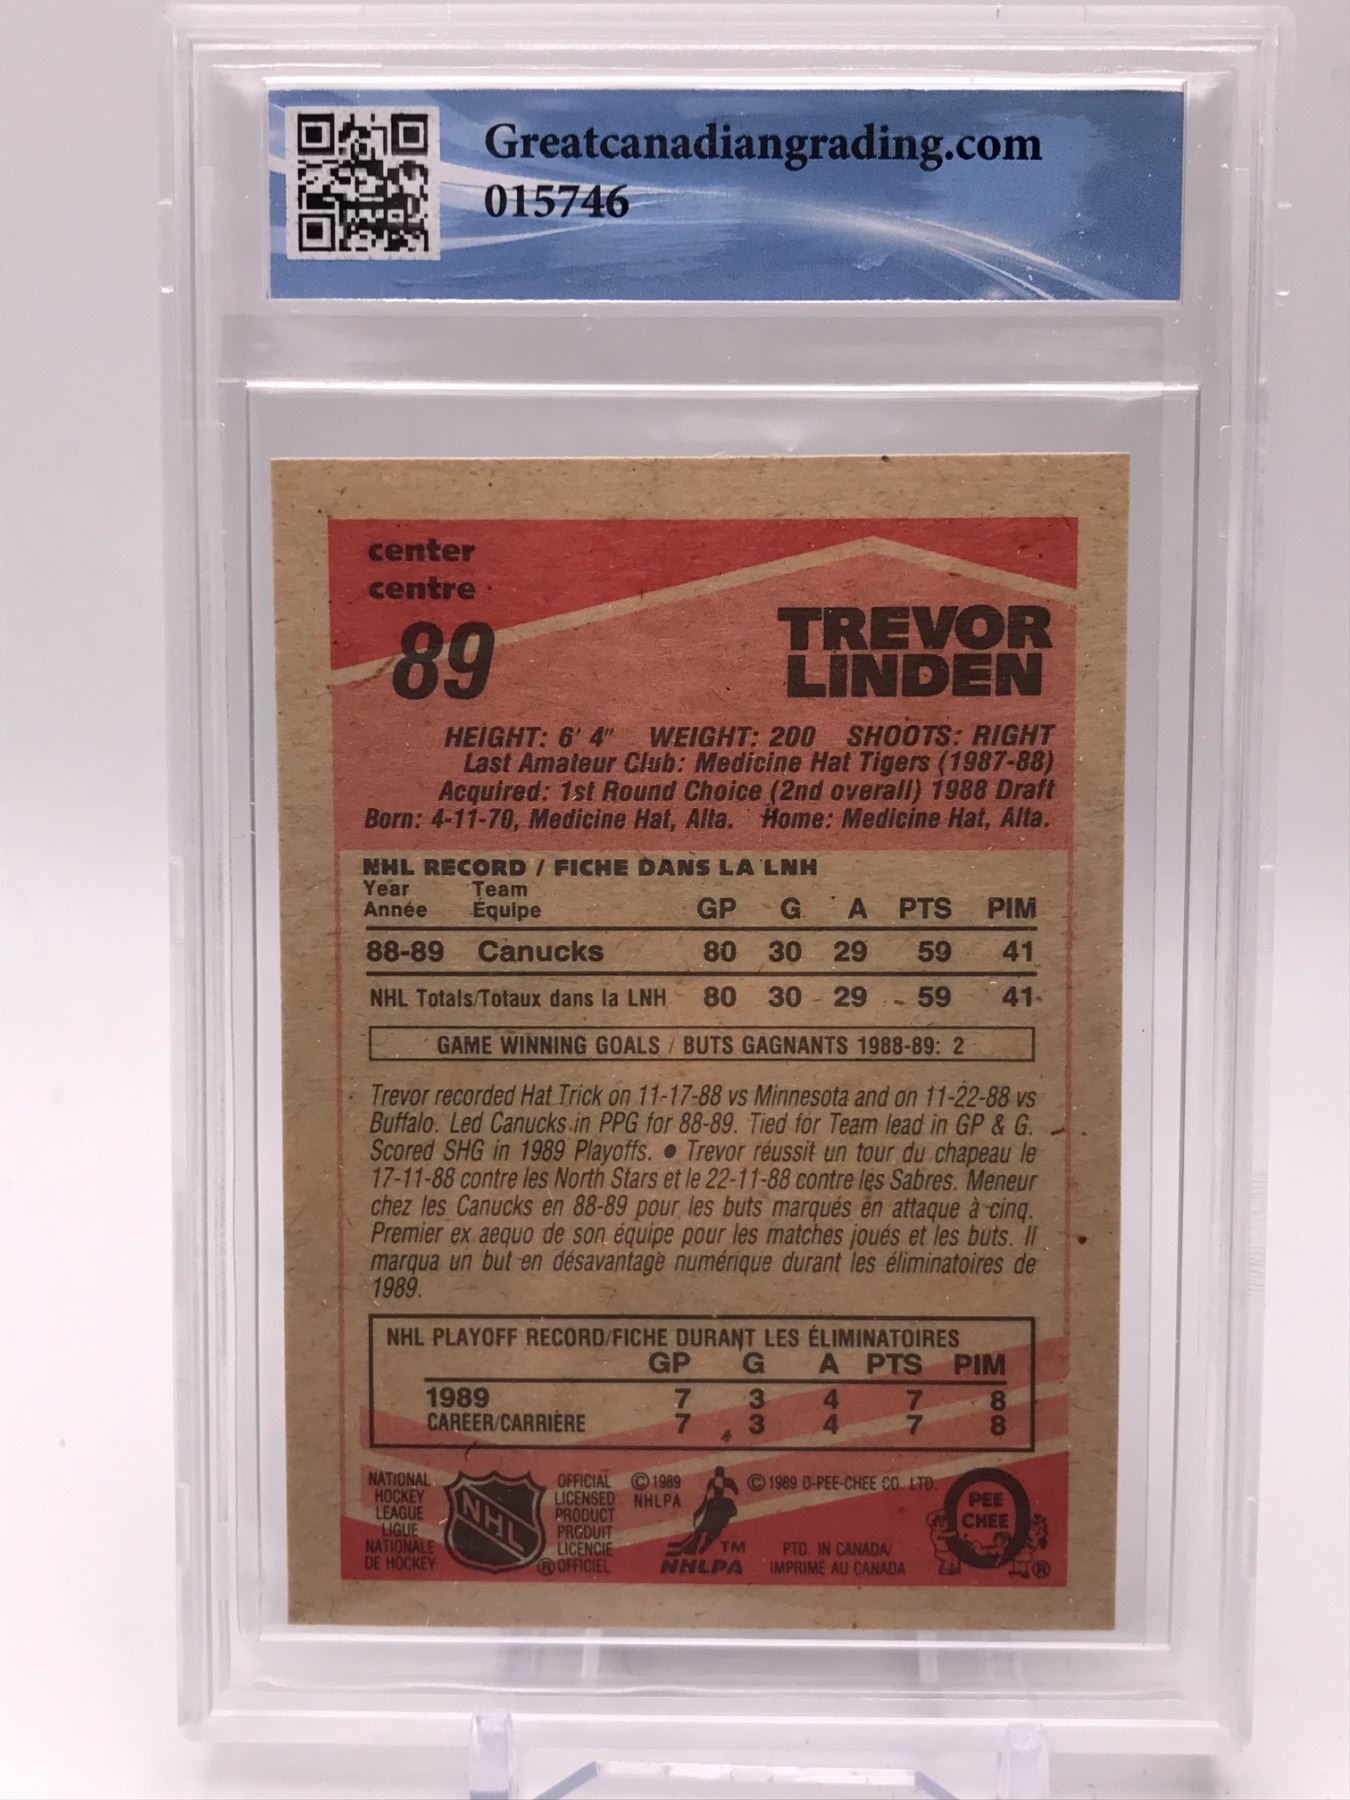 Greatcanadiangrading.com
015746
center
centre
89
TREVOR
LINDEN
HEIGHT: 6' 4" WEIGHT: 200 SHOOTS: RIGHT
Last Amateur Club: Medicine Hat Tigers (1987-88)
Acquired: 1st Round Choice (2nd overall) 1988 Draft
Born: 4-11-70, Medicine Hat, Alta. Home: Medicine Hat, Alta.
NHL RECORD / FICHE DANS LA LNH
Year Team
Année Équipe GP G A PTS PIM
88-89 Canucks 80 30 29 59 41
NHL Totals/Totaux dans la LNH 80 30 29 59 41
GAME WINNING GOALS / BUTS GAGNANTS 1988-89: 2
Trevor recorded Hat Trick on 11-17-88 vs Minnesota and on 11-22-88 vs
Buffalo. Led Canucks in PPG for 88-89. Tied for Team lead in GP & G.
Scored SHG in 1989 Playoffs. ● Trevor réussit un tour du chapeau le
17-11-88 contre les North Stars et le 22-11-88 contre les Sabres. Meneur
chez les Canucks en 88-89 pour les buts marqués en attaque à cinq.
Premier ex aequo de son équipe pour les matches joués et les buts. Il
marqua un but en désavantage numérique durant les éliminatoires de
1989.
NHL PLAYOFF RECORD/FICHE DURANT LES ÉLIMINATOIRES
GP G A PTS PIM
1989 7 3 4 7 8
CAREER/CARRIÈRE 7 3 4 7 8
NATIONAL
HOCKEY
LEAGUE
LIGUE
NATIONALE
DE HOCKEY
NHL
®
OFFICIAL
LICENSED
PRODUCT
PRODUIT
LICENCIE
OFFICIEL
© 1989
NHLPA
TM
NHLPA
© 1989 O-PEE-CHEE CO. LTD.
PTD. IN CANADA/
IMPRIMÉ AU CANADA
O
PEE
CHEE
®